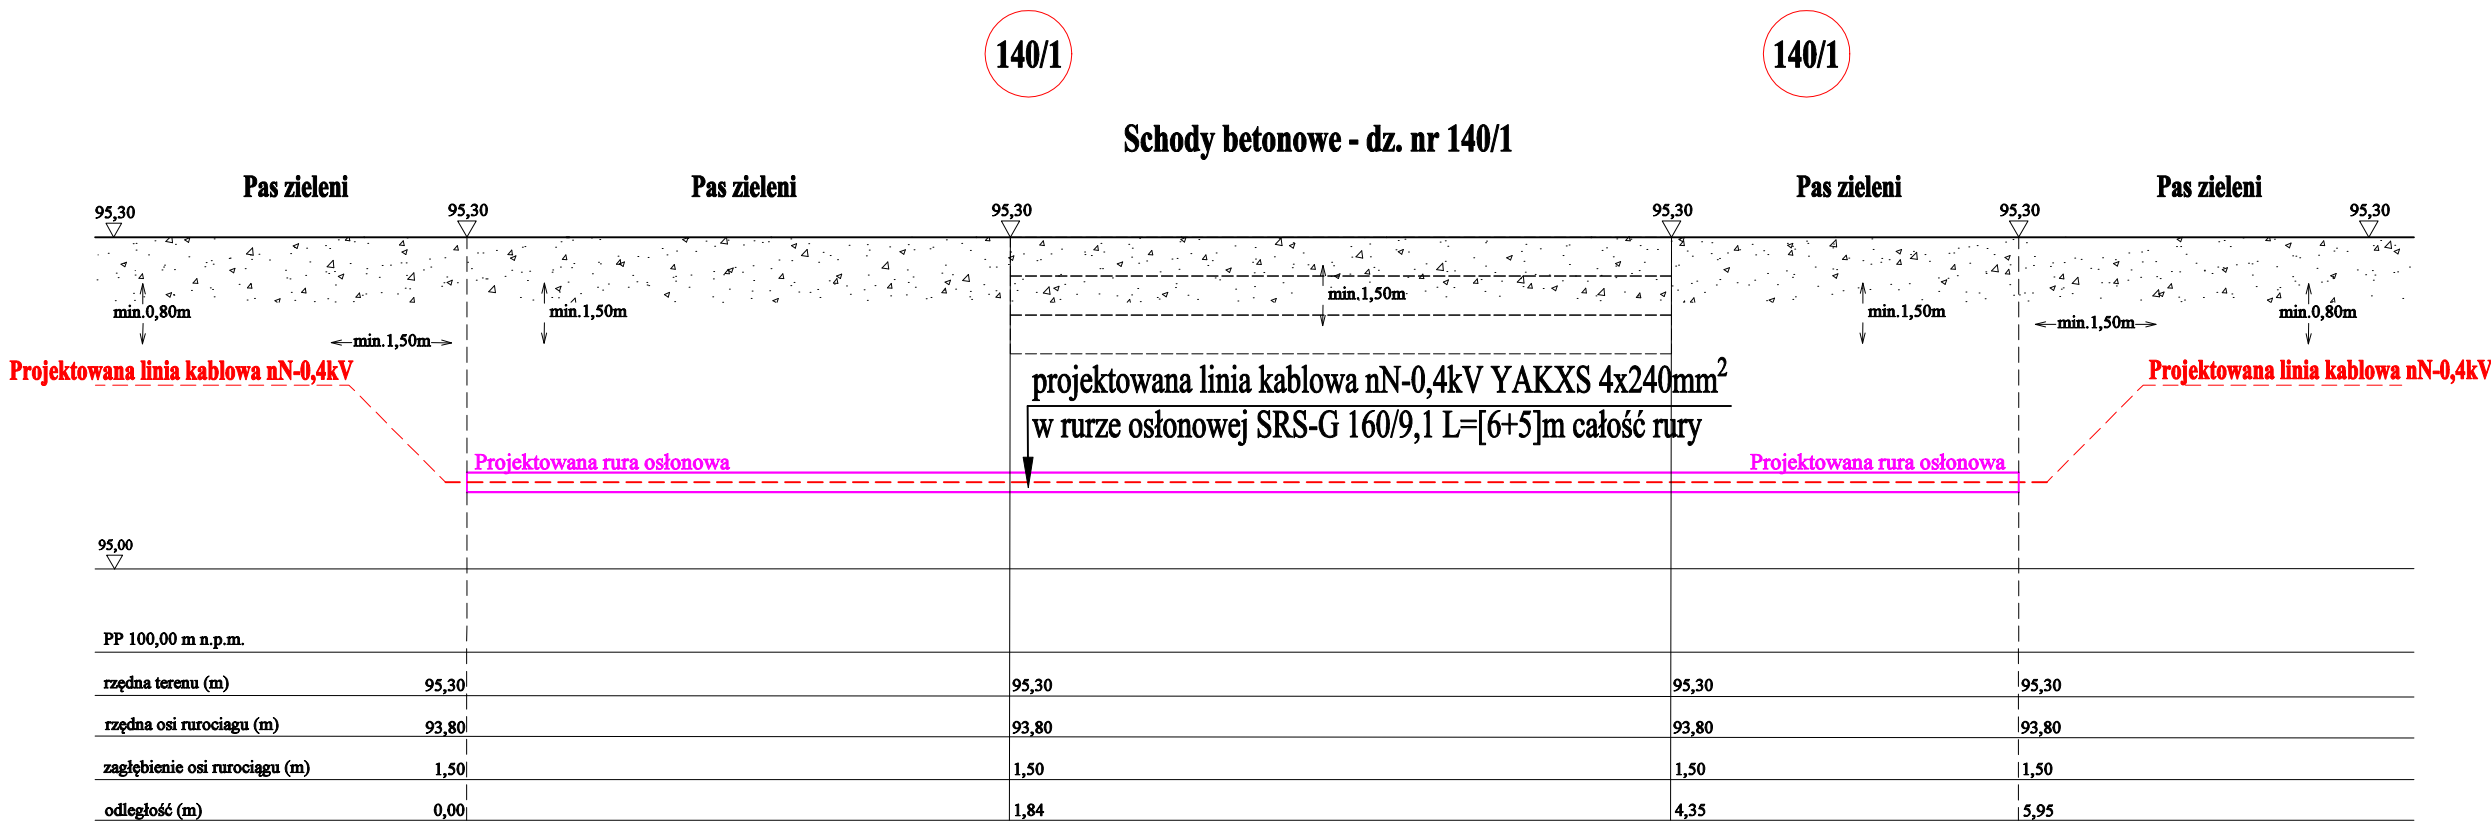 140/1 140/1
Schody betonowe - dz. nr 140/1
Pas zieleni Pas zieleni Pas zieleni Pas zieleni
95,30 95,30 95,30 95,30 95,30 95,30
min.0,80m min.1,50m min.1,50m min.1,50m min.0,80m
min.1,50m min.1,50m
Projektowana linia kablowa nN-0,4kV Projektowana linia kablowa nN-0,4kV
projektowana linia kablowa nN-0,4kV YAKXS 4x240mm²
w rurze osłonowej SRS-G 160/9,1 L=[6+5]m całość rury
Projektowana rura osłonowa Projektowana rura osłonowa
95,00
PP 100,00 m n.p.m.
rzędna terenu (m) 95,30 95,30 95,30 95,30
rzędna osi rurociagu (m) 93,80 93,80 93,80 93,80
zagłębienie osi rurociągu (m) 1,50 1,50 1,50 1,50
odległość (m) 0,00 1,84 4,35 5,95